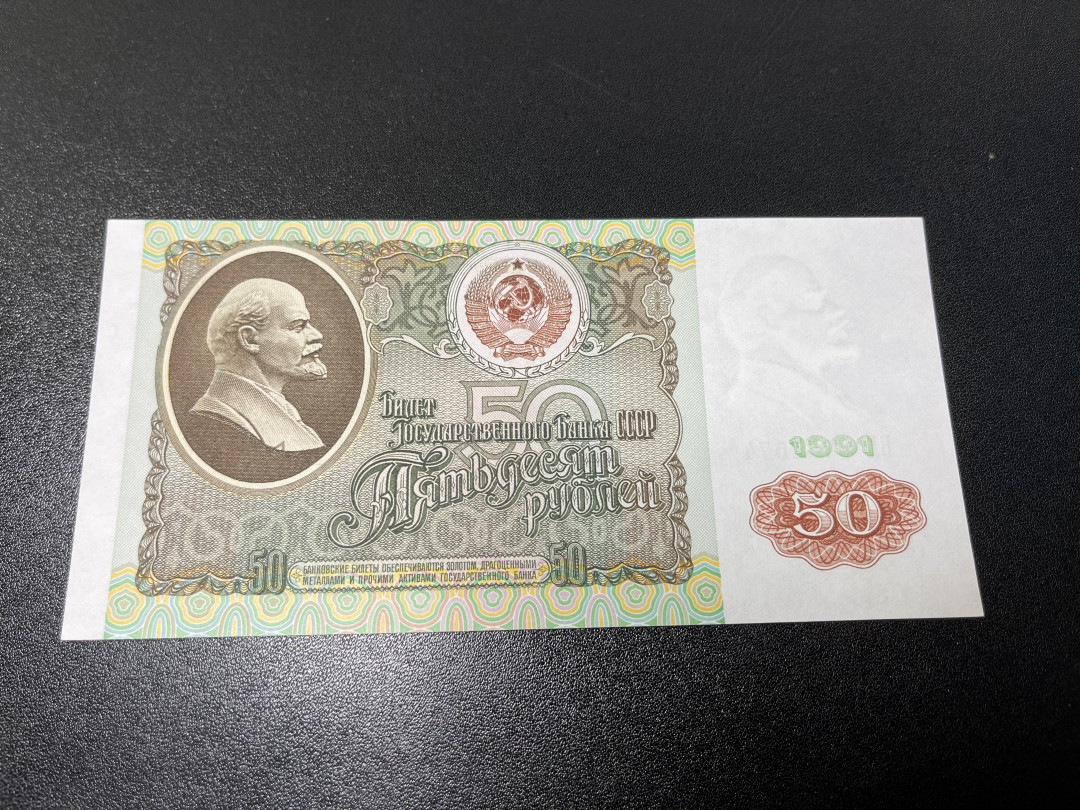 50
Билет
Государственного Банка СССР
Пятьдесят
рублей
1991
50
50
БАНКОВСКИЕ БИЛЕТЫ ОБЕСПЕЧИВАЮТСЯ ЗОЛОТОМ, ДРАГОЦЕННЫМИ
МЕТАЛЛАМИ И ПРОЧИМИ АКТИВАМИ ГОСУДАРСТВЕННОГО БАНКА
50